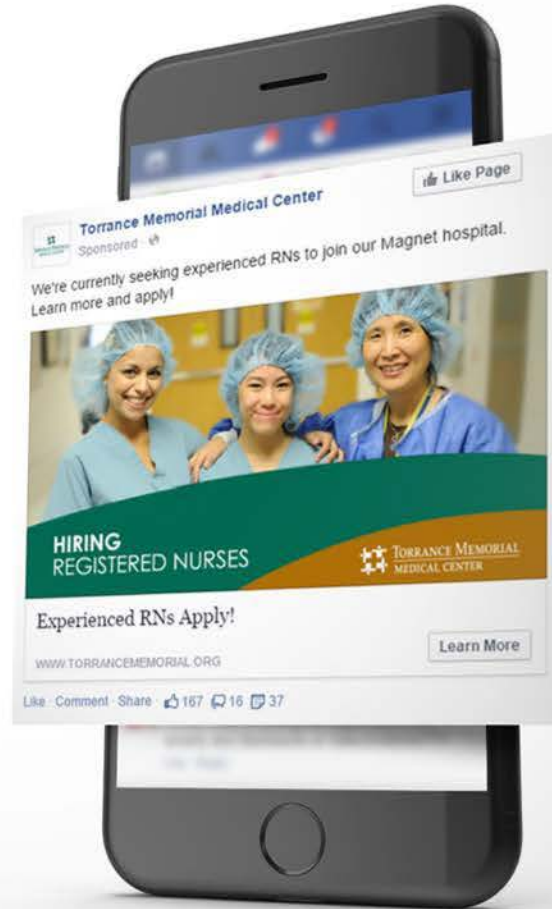 Torrance Memorial Medical Center
Like Page
Sponsored
We're currently seeking experienced RNs to join our Magnet hospital.
Learn more and apply!
HIRING
REGISTERED NURSES
TORRANCE MEMORIAL
MEDICAL CENTER
Experienced RNs Apply!
WWW.TORRANCEMEMORIAL.ORG
Learn More
Like · Comment · Share · 167 16 37